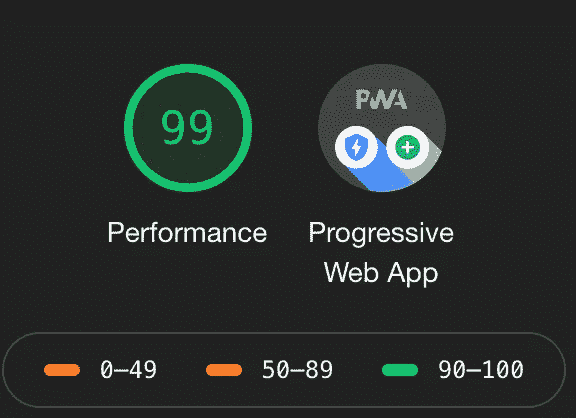 99
PWA
Performance
Progressive
Web App
0–49
50–89
90–100